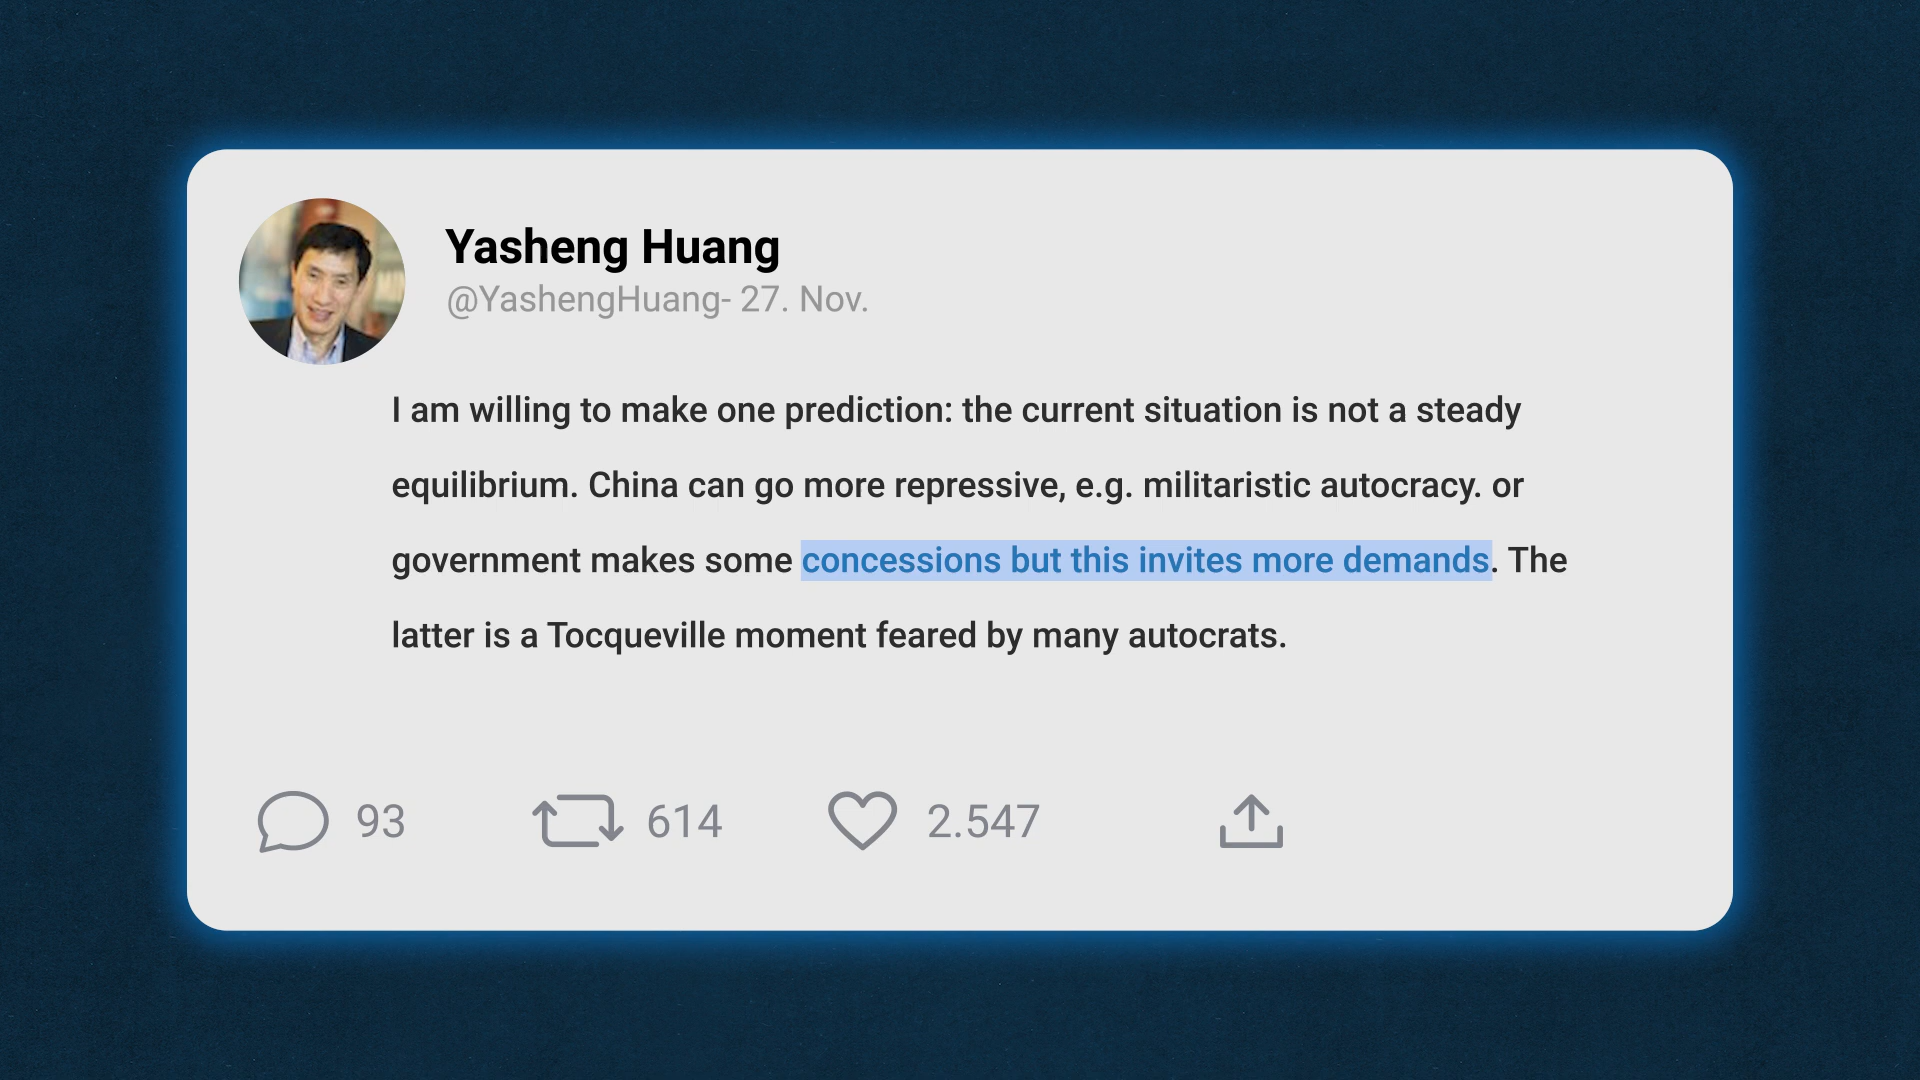 Yasheng Huang
@YashengHuang- 27. Nov.
I am willing to make one prediction: the current situation is not a steady
equilibrium. China can go more repressive, e.g. militaristic autocracy. or
government makes some concessions but this invites more demands. The
latter is a Tocqueville moment feared by many autocrats.
93 614 2.547